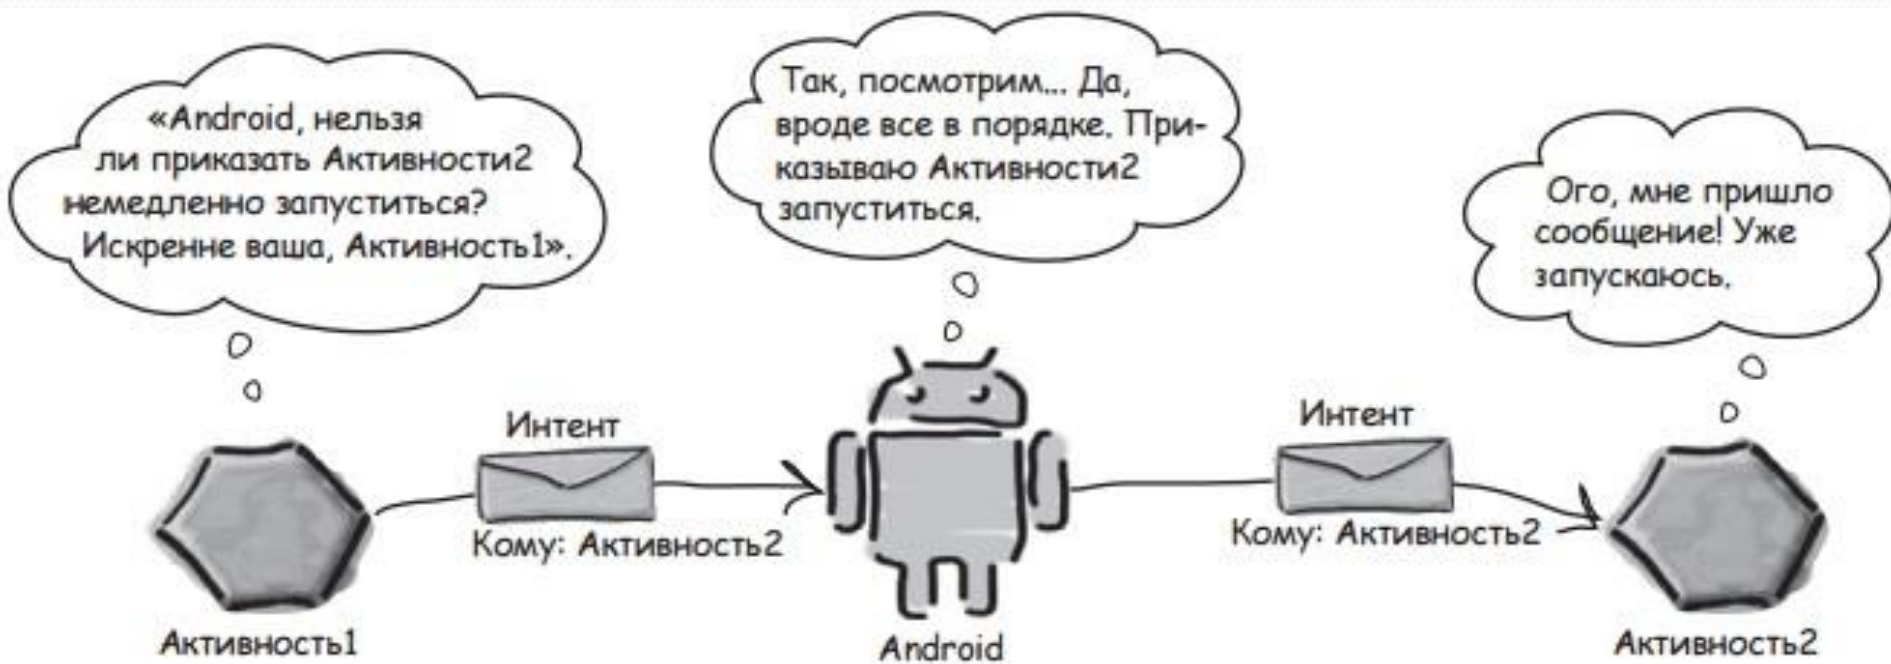 «Android, нельзя
ли приказать Активности2
немедленно запуститься?
Искренне ваша, Активность1».
Так, посмотрим... Да,
вроде все в порядке. При-
казываю Активности2
запуститься.
Ого, мне пришло
сообщение! Уже
запускаюсь.
Интент
Кому: Активность2
Интент
Кому: Активность2
Активность1
Android
Активность2